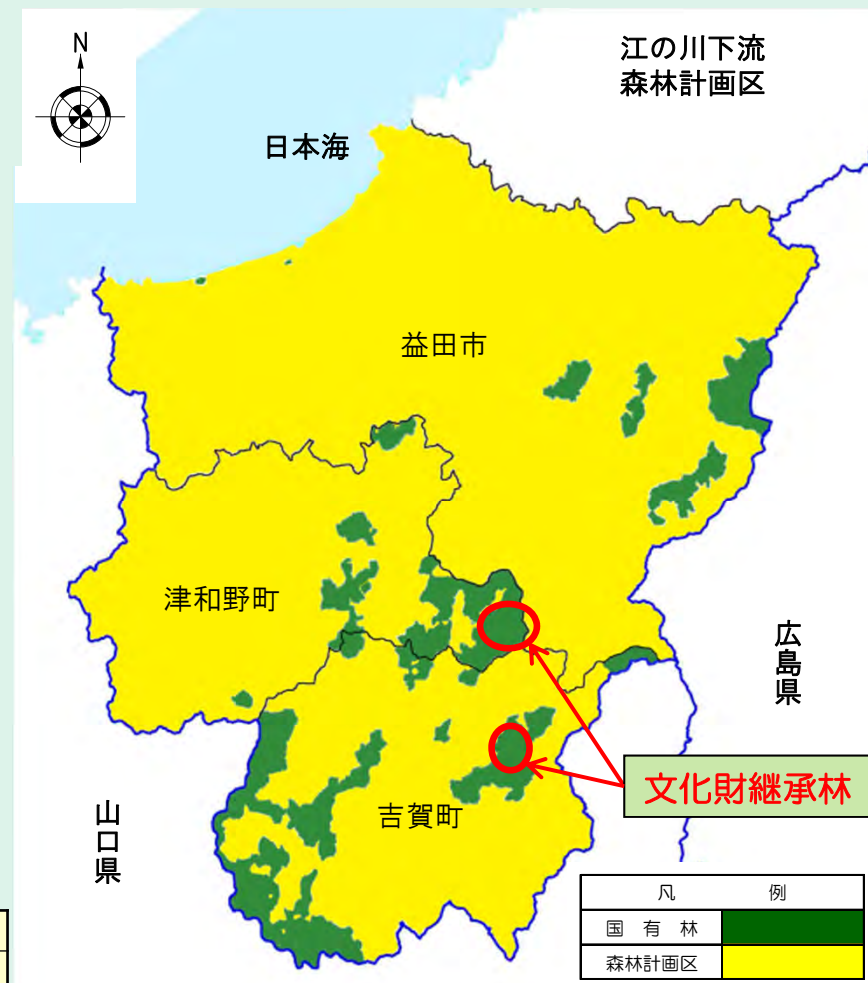 N
江の川下流
森林計画区
日本海
益田市
津和野町
広島県
文化財継承林
山口県
吉賀町
凡 例
国 有 林
森林計画区